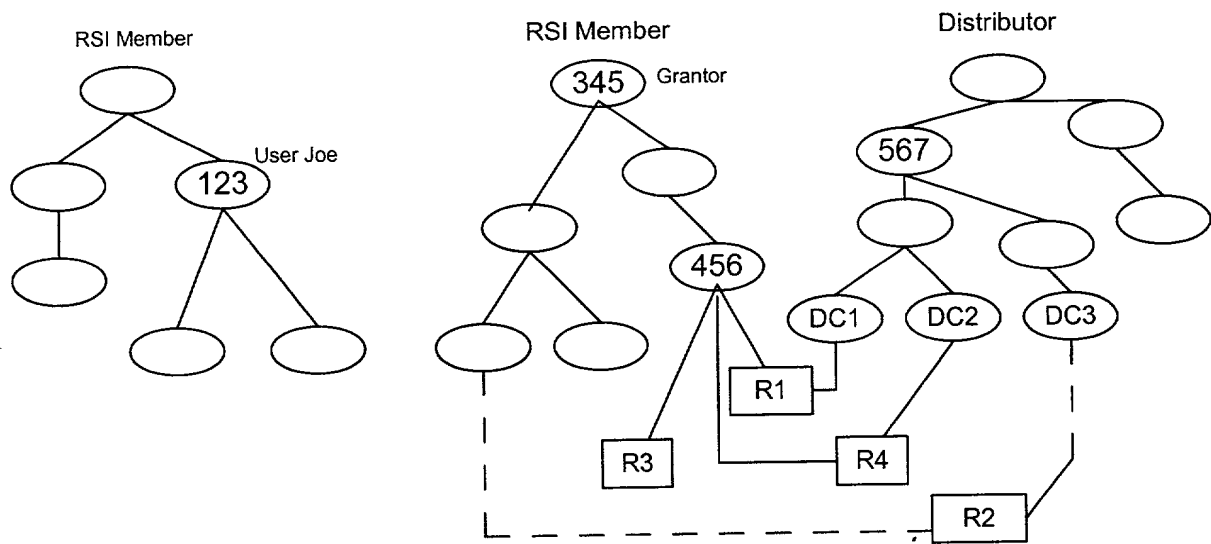 RSI Member
RSI Member
Distributor
345
Grantor
User Joe
123
567
456
DC1
DC2
DC3
R1
R3
R4
R2